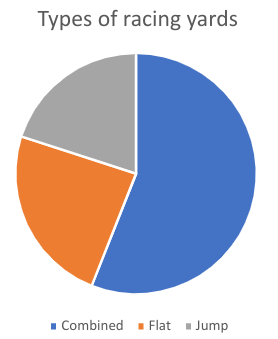 Types of racing yards
Combined Flat Jump